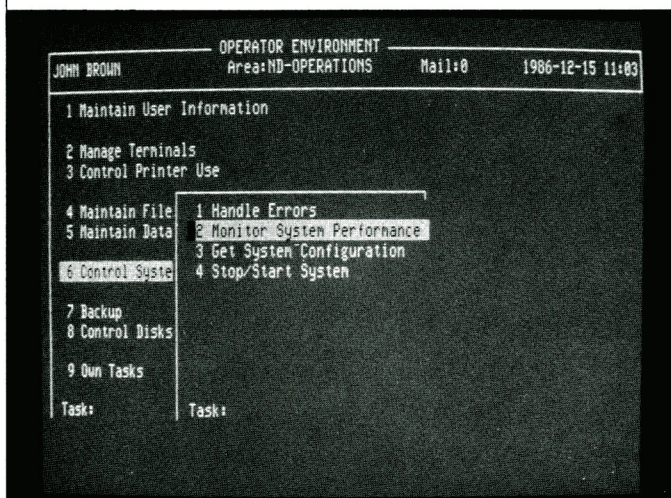 OPERATOR ENVIRONMENT
JOHN BROWN Area:ND-OPERATIONS Mail:0 1986-12-15 11:03
1 Maintain User Information
2 Manage Terminals
3 Control Printer Use
4 Maintain File
5 Maintain Data
6 Control Syste
7 Backup
8 Control Disks
9 Own Tasks
Task:
1 Handle Errors
2 Monitor System Performance
3 Get System Configuration
4 Stop/Start System
Task: